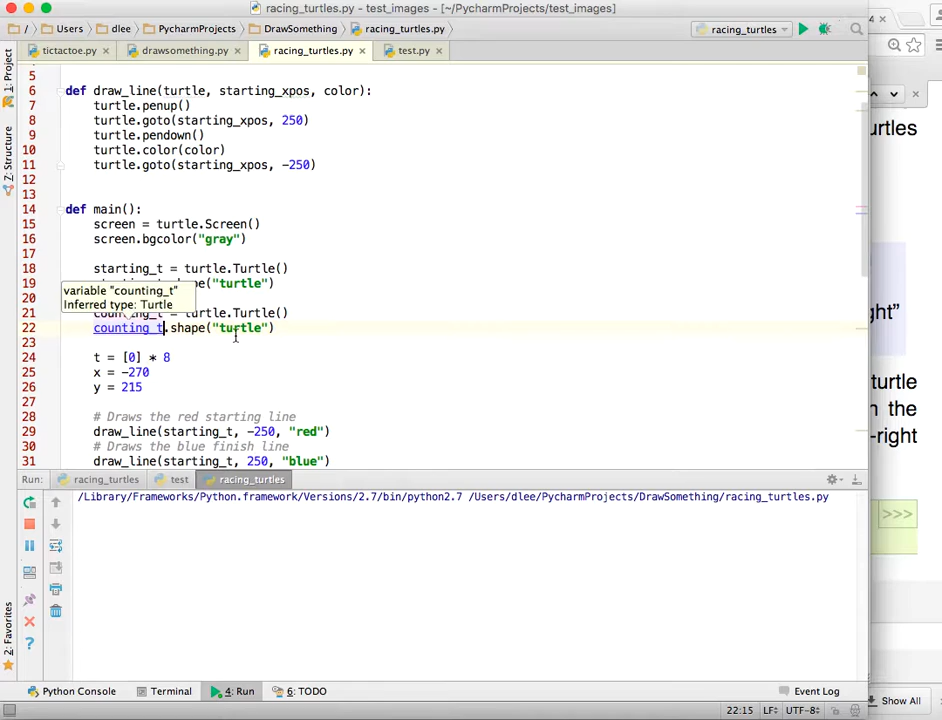 racing_turtles.py - test_images - [~/PycharmProjects/test_images]
/ Users dlee PycharmProjects DrawSomething racing_turtles.py racing_turtles
tictactoe.py drawsomething.py racing_turtles.py test.py
1: Project
Z: Structure
2: Favorites
5
6 def draw_line(turtle, starting_xpos, color):
7 turtle.penup()
8 turtle.goto(starting_xpos, 250)
9 turtle.pendown()
10 turtle.color(color)
11 turtle.goto(starting_xpos, -250)
12
13
14 def main():
15 screen = turtle.Screen()
16 screen.bgcolor("gray")
17
18 starting_t = turtle.Turtle()
19 pe("turtle")
variable "counting_t"
Inferred type: Turtle
20
21 counting_t = turtle.Turtle()
22 counting_t.shape("turtle")
23
24 t = [0] * 8
25 x = -270
26 y = 215
27
28 # Draws the red starting line
29 draw_line(starting_t, -250, "red")
30 # Draws the blue finish line
31 draw_line(starting_t, 250, "blue")
Run: racing_turtles test racing_turtles
/Library/Frameworks/Python.framework/Versions/2.7/bin/python2.7 /Users/dlee/PycharmProjects/DrawSomething/racing_turtles.py
Python Console Terminal 4: Run 6: TODO Event Log
22:15 LF÷ UTF-8÷
4 ×
urtles
ight”
turtle
n the
-right
>>>
Show All